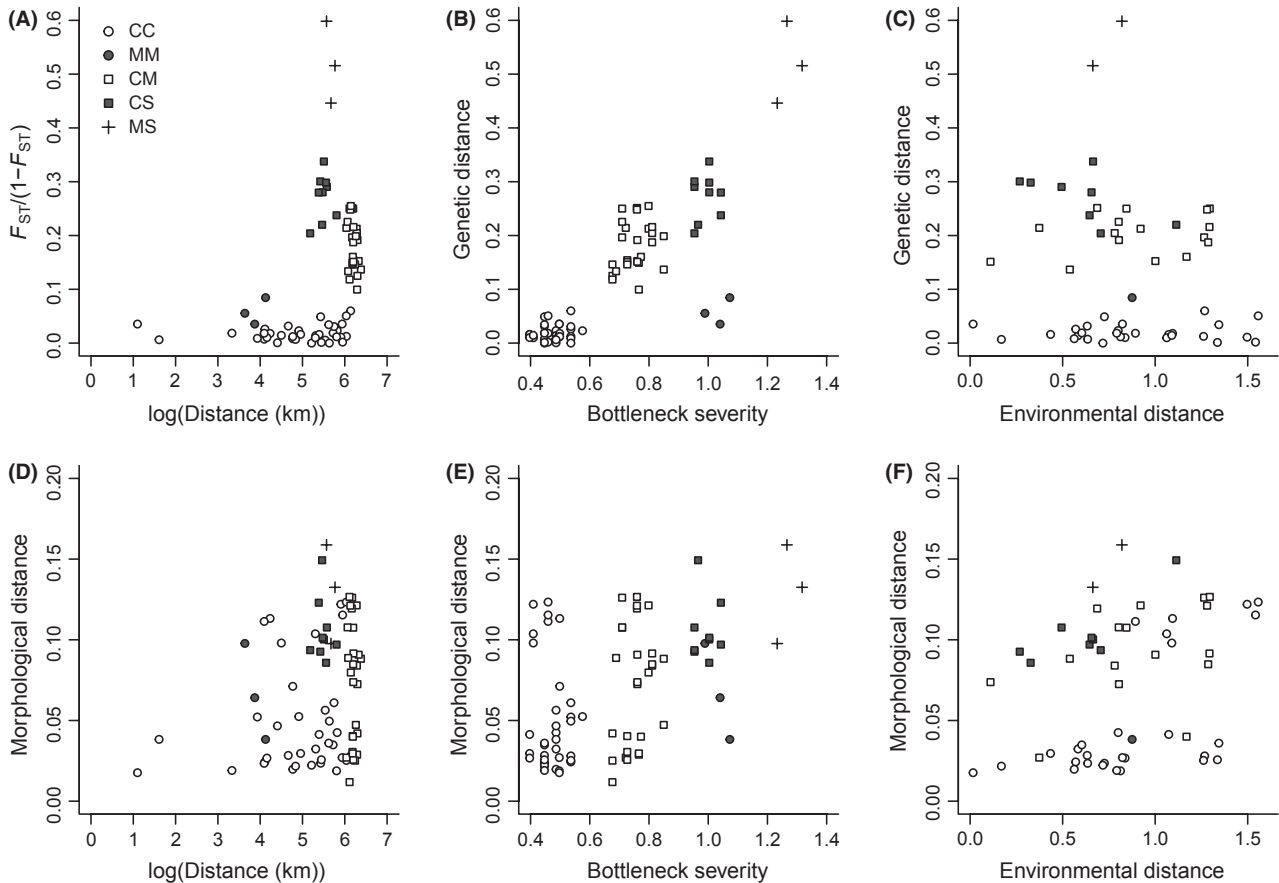 (A)
CC
MM
CM
CS
MS
F_ST/(1−F_ST)
0.0 0.1 0.2 0.3 0.4 0.5 0.6
0 1 2 3 4 5 6 7
log(Distance (km))
(B)
Genetic distance
0.0 0.1 0.2 0.3 0.4 0.5 0.6
0.4 0.6 0.8 1.0 1.2 1.4
Bottleneck severity
(C)
Genetic distance
0.0 0.1 0.2 0.3 0.4 0.5 0.6
0.0 0.5 1.0 1.5
Environmental distance
(D)
Morphological distance
0.00 0.05 0.10 0.15 0.20
0 1 2 3 4 5 6 7
log(Distance (km))
(E)
Morphological distance
0.00 0.05 0.10 0.15 0.20
0.4 0.6 0.8 1.0 1.2 1.4
Bottleneck severity
(F)
Morphological distance
0.00 0.05 0.10 0.15 0.20
0.0 0.5 1.0 1.5
Environmental distance